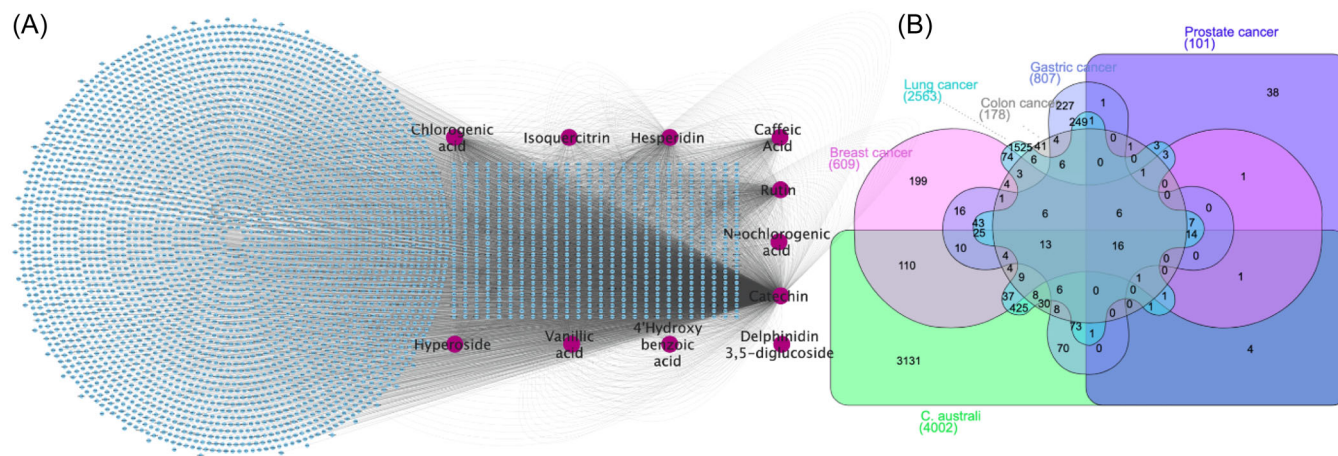 (A)
Chlorogenic
acid
Isoquercitrin
Hesperidin
Caffeic
Acid
Rutin
Neochlorogenic
acid
Catechin
Hyperoside
Vanillic
acid
4'Hydroxy
benzoic
acid
Delphinidin
3,5-diglucoside
(B)
Prostate cancer
(101)
Gastric cancer
(807)
Lung cancer
(2563)
Colon cancer
(178)
Breast cancer
(609)
C. australi
(4002)
227
1
38
249
1
1525
41
4
0
1
3
74
6
6
0
0
3
3
1
0
4
0
1
199
1
16
6
6
0
43
7
25
14
10
13
16
0
110
4
0
1
4
0
9
6
0
1
37
8
0
1
425
30
8
0
1
73
0
1
70
0
3131
4